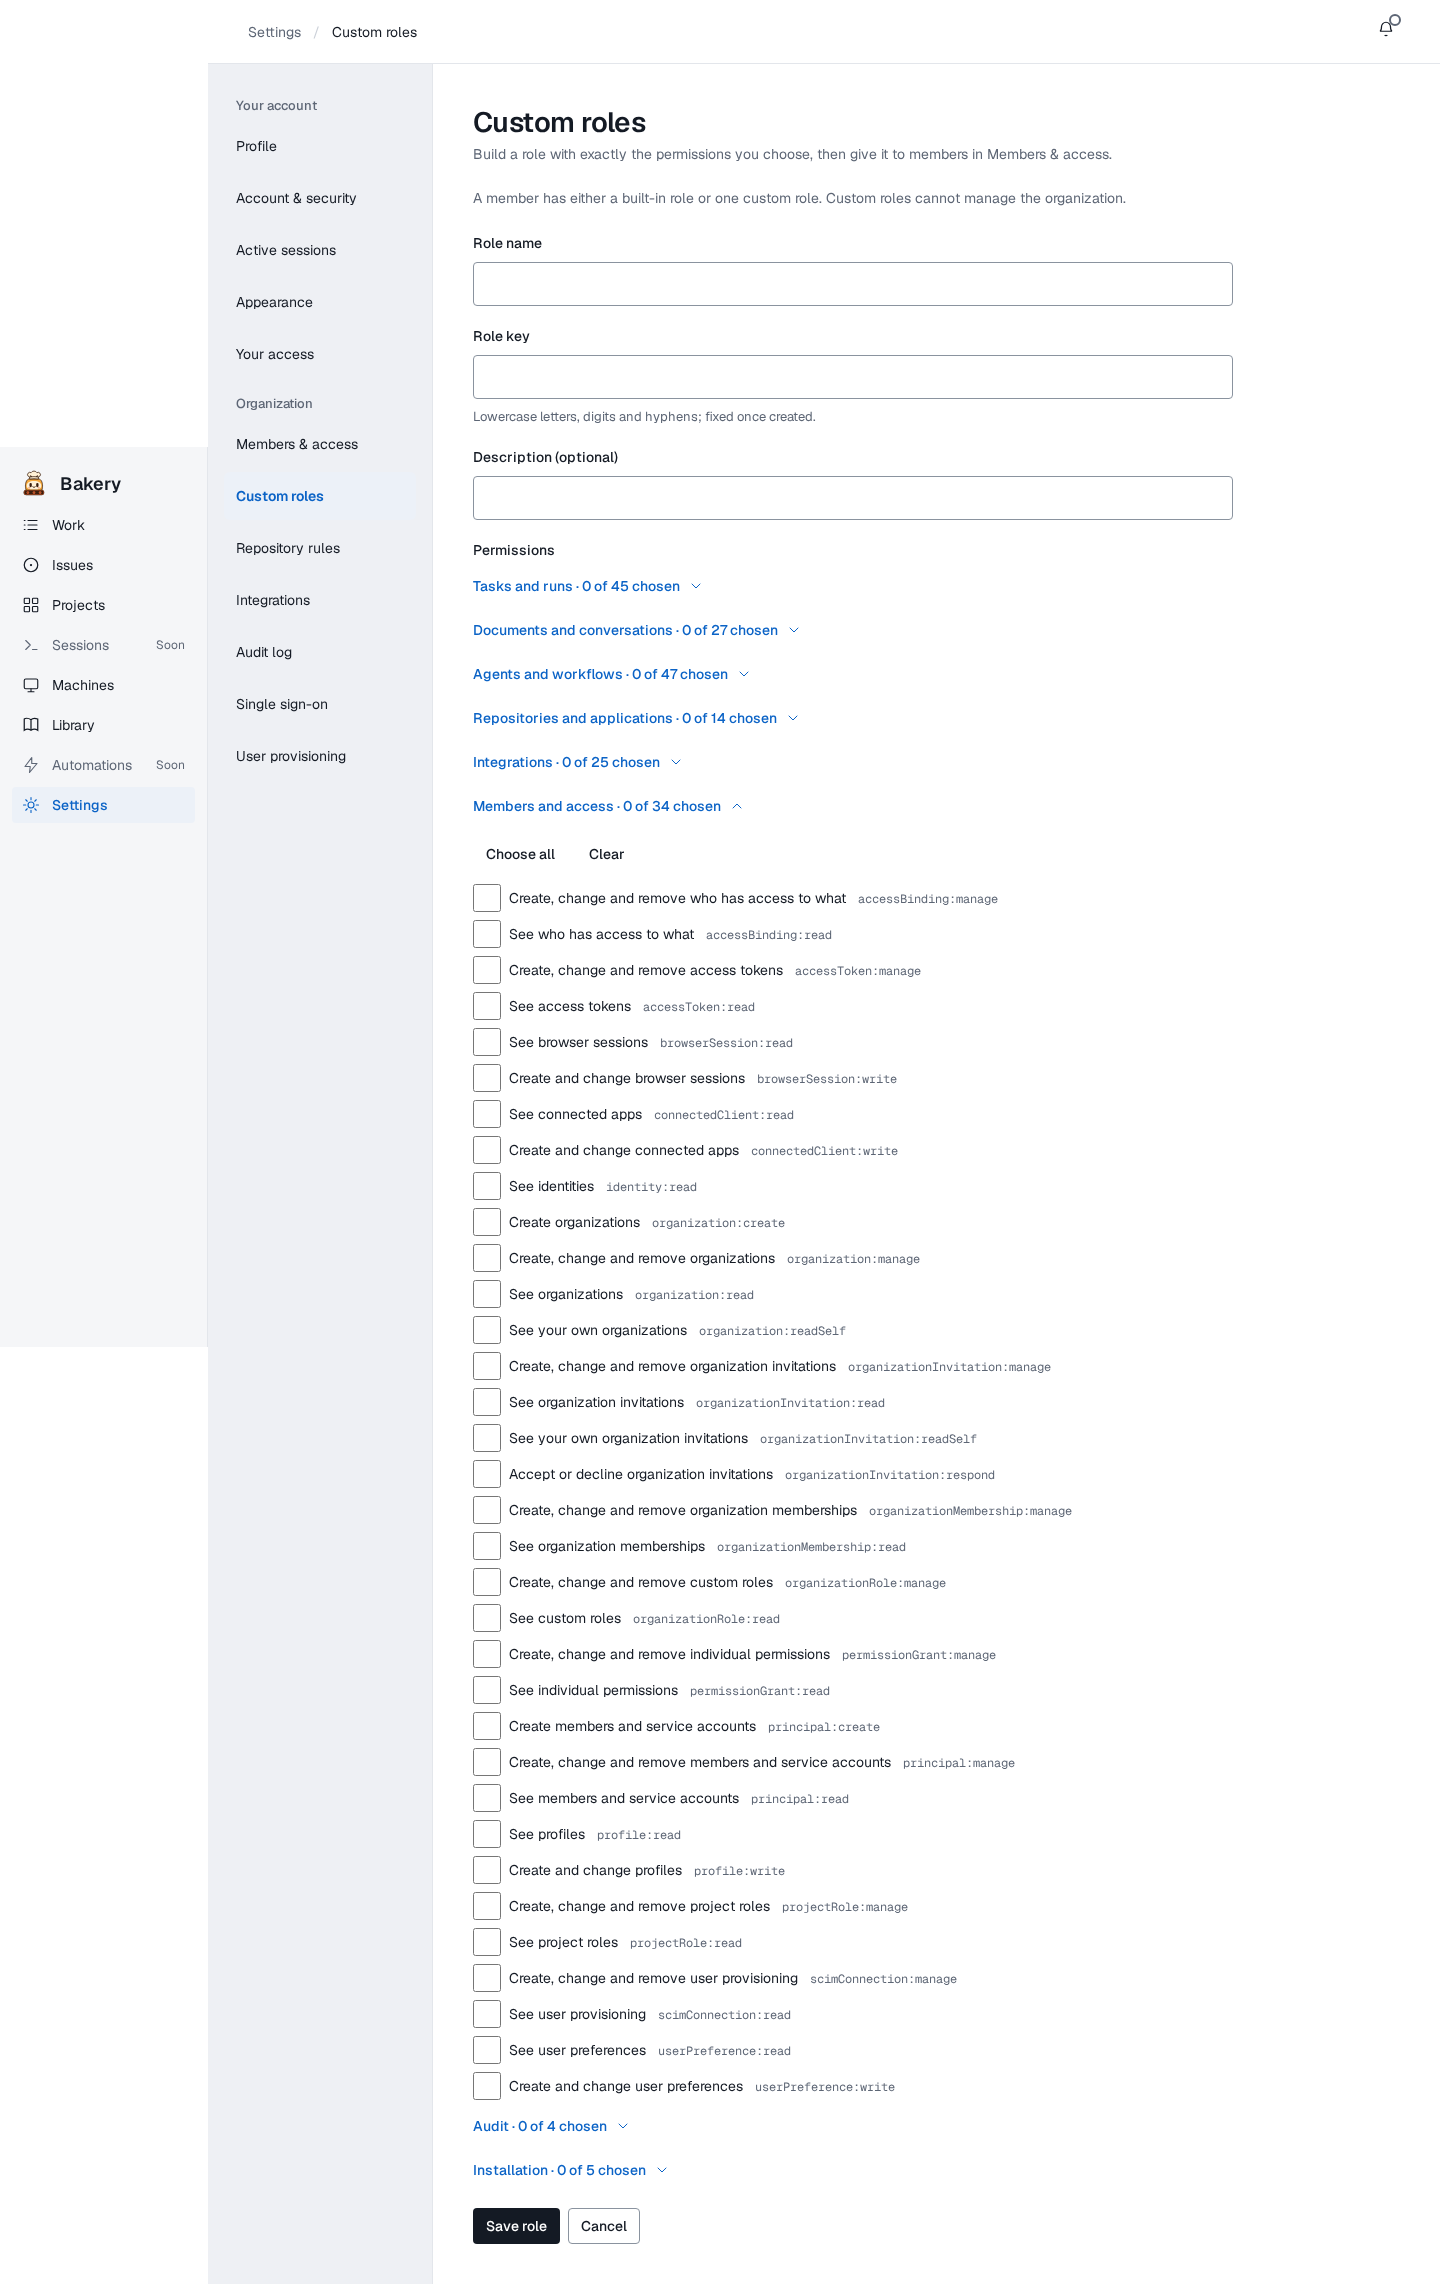 Settings / Custom roles
Your account
Profile
Account & security
Active sessions
Appearance
Your access
Organization
Members & access
Custom roles
Repository rules
Integrations
Audit log
Single sign-on
User provisioning
Bakery
Work
Issues
Projects
Sessions Soon
Machines
Library
Automations Soon
Settings
Custom roles
Build a role with exactly the permissions you choose, then give it to members in Members & access.
A member has either a built-in role or one custom role. Custom roles cannot manage the organization.
Role name
Role key
Lowercase letters, digits and hyphens; fixed once created.
Description (optional)
Permissions
Tasks and runs · 0 of 45 chosen
Documents and conversations · 0 of 27 chosen
Agents and workflows · 0 of 47 chosen
Repositories and applications · 0 of 14 chosen
Integrations · 0 of 25 chosen
Members and access · 0 of 34 chosen
Choose all Clear
Create, change and remove who has access to what accessBinding:manage
See who has access to what accessBinding:read
Create, change and remove access tokens accessToken:manage
See access tokens accessToken:read
See browser sessions browserSession:read
Create and change browser sessions browserSession:write
See connected apps connectedClient:read
Create and change connected apps connectedClient:write
See identities identity:read
Create organizations organization:create
Create, change and remove organizations organization:manage
See organizations organization:read
See your own organizations organization:readSelf
Create, change and remove organization invitations organizationInvitation:manage
See organization invitations organizationInvitation:read
See your own organization invitations organizationInvitation:readSelf
Accept or decline organization invitations organizationInvitation:respond
Create, change and remove organization memberships organizationMembership:manage
See organization memberships organizationMembership:read
Create, change and remove custom roles organizationRole:manage
See custom roles organizationRole:read
Create, change and remove individual permissions permissionGrant:manage
See individual permissions permissionGrant:read
Create members and service accounts principal:create
Create, change and remove members and service accounts principal:manage
See members and service accounts principal:read
See profiles profile:read
Create and change profiles profile:write
Create, change and remove project roles projectRole:manage
See project roles projectRole:read
Create, change and remove user provisioning scimConnection:manage
See user provisioning scimConnection:read
See user preferences userPreference:read
Create and change user preferences userPreference:write
Audit · 0 of 4 chosen
Installation · 0 of 5 chosen
Save role Cancel